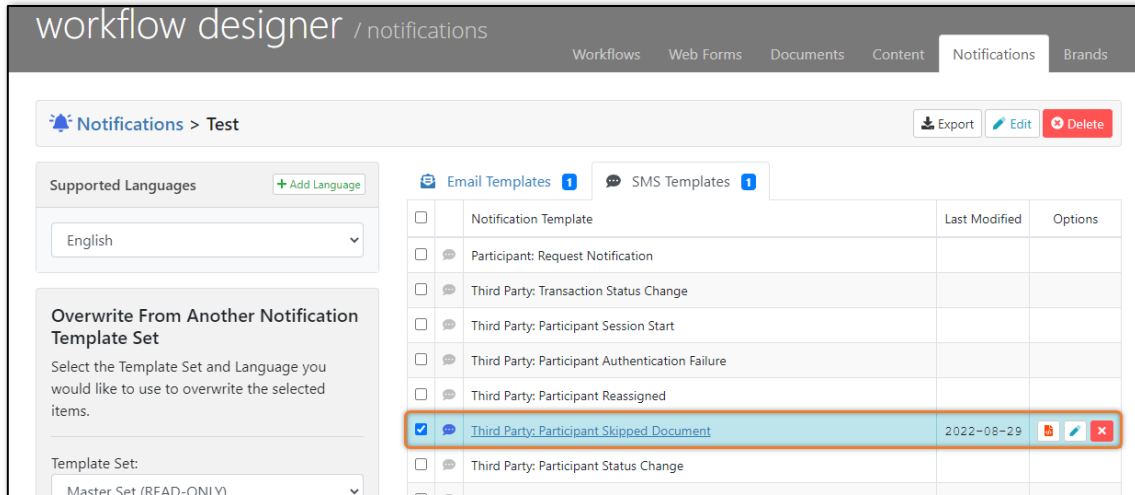 workflow designer / notifications
Workflows Web Forms Documents Content Notifications Brands
Notifications > Test
Export Edit Delete
Supported Languages
+ Add Language
English
Overwrite From Another Notification
Template Set
Select the Template Set and Language you
would like to use to overwrite the selected
items.
Template Set:
Master Set (READ-ONLY)
Email Templates 1 SMS Templates 1
Notification Template Last Modified Options
Participant: Request Notification
Third Party: Transaction Status Change
Third Party: Participant Session Start
Third Party: Participant Authentication Failure
Third Party: Participant Reassigned
Third Party: Participant Skipped Document 2022-08-29
Third Party: Participant Status Change